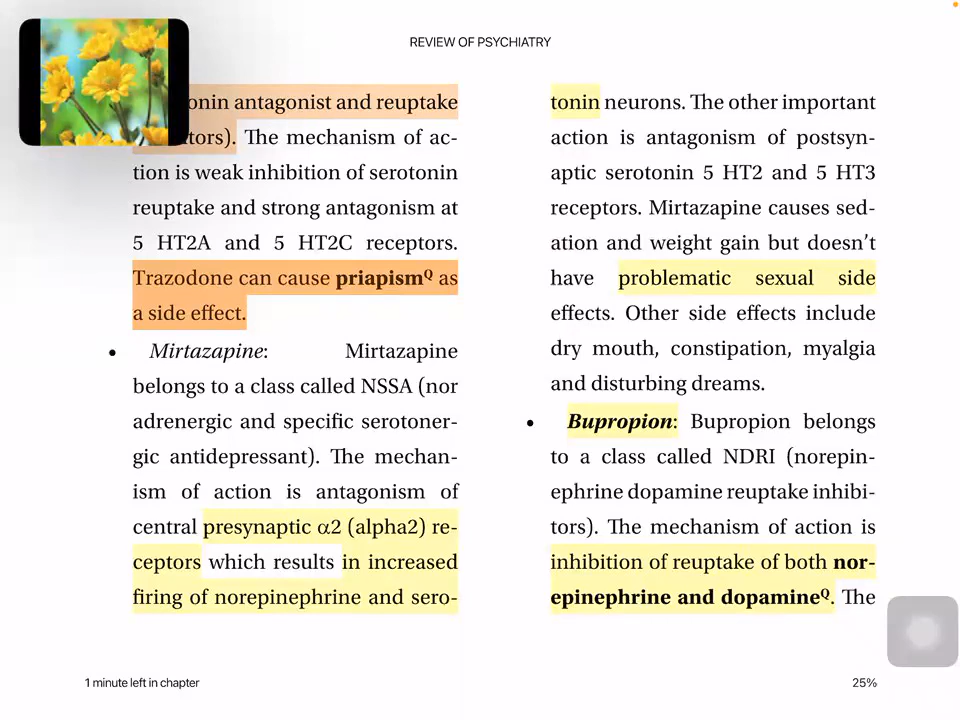 REVIEW OF PSYCHIATRY
onin antagonist and reuptake
tors). The mechanism of ac-
tion is weak inhibition of serotonin
reuptake and strong antagonism at
5 HT2A and 5 HT2C receptors.
Trazodone can cause priapismQ as
a side effect.
• Mirtazapine: Mirtazapine
belongs to a class called NSSA (nor
adrenergic and specific serotoner-
gic antidepressant). The mechan-
ism of action is antagonism of
central presynaptic α2 (alpha2) re-
ceptors which results in increased
firing of norepinephrine and sero-
tonin neurons. The other important
action is antagonism of postsyn-
aptic serotonin 5 HT2 and 5 HT3
receptors. Mirtazapine causes sed-
ation and weight gain but doesn't
have problematic sexual side
effects. Other side effects include
dry mouth, constipation, myalgia
and disturbing dreams.
• Bupropion: Bupropion belongs
to a class called NDRI (norepin-
ephrine dopamine reuptake inhibi-
tors). The mechanism of action is
inhibition of reuptake of both nor-
epinephrine and dopamineQ. The
1 minute left in chapter
25%